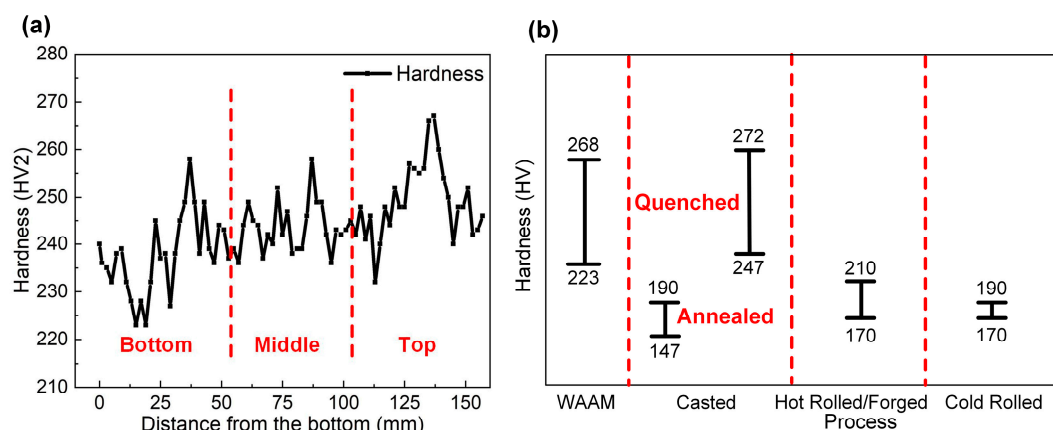 (a)
280
270
260
250
240
230
220
210
Hardness (HV2)
Hardness
Bottom
Middle
Top
0
25
50
75
100
125
150
Distance from the bottom (mm)
(b)
Hardness (HV)
268
223
272
Quenched
247
190
Annealed
147
210
170
190
170
WAAM
Casted
Hot Rolled/Forged
Cold Rolled
Process